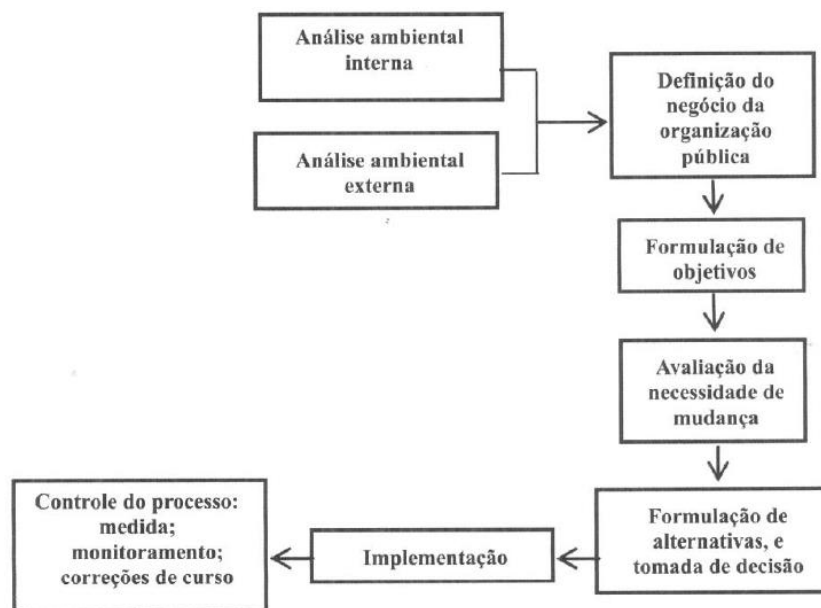 Análise ambiental
interna
Análise ambiental
externa
Definição do
negócio da
organização
pública
Formulação de
objetivos
Avaliação da
necessidade de
mudança
Formulação de
alternativas, e
tomada de decisão
Implementação
Controle do processo:
medida;
monitoramento;
correções de curso